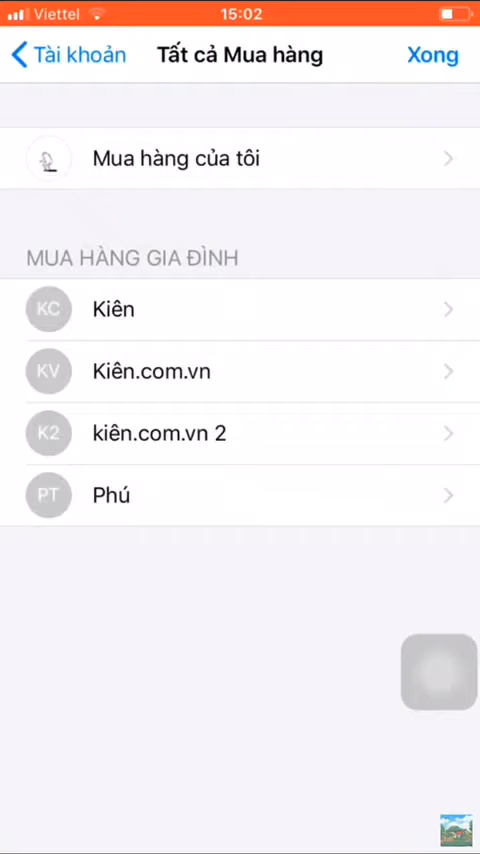 Viettel 15:02
Tài khoản Tất cả Mua hàng Xong
Mua hàng của tôi
MUA HÀNG GIA ĐÌNH
KC Kiên
KV Kiên.com.vn
K2 kiên.com.vn 2
PT Phú